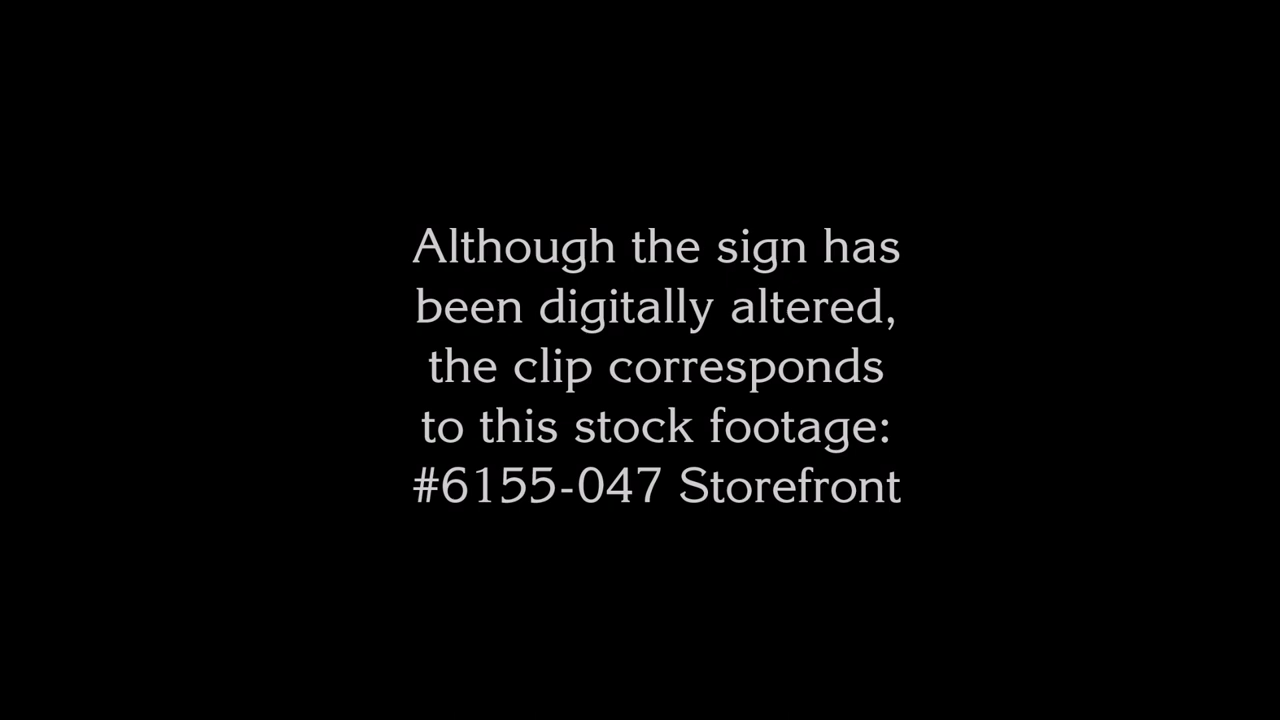 Although the sign has
been digitally altered,
the clip corresponds
to this stock footage:
#6155-047 Storefront